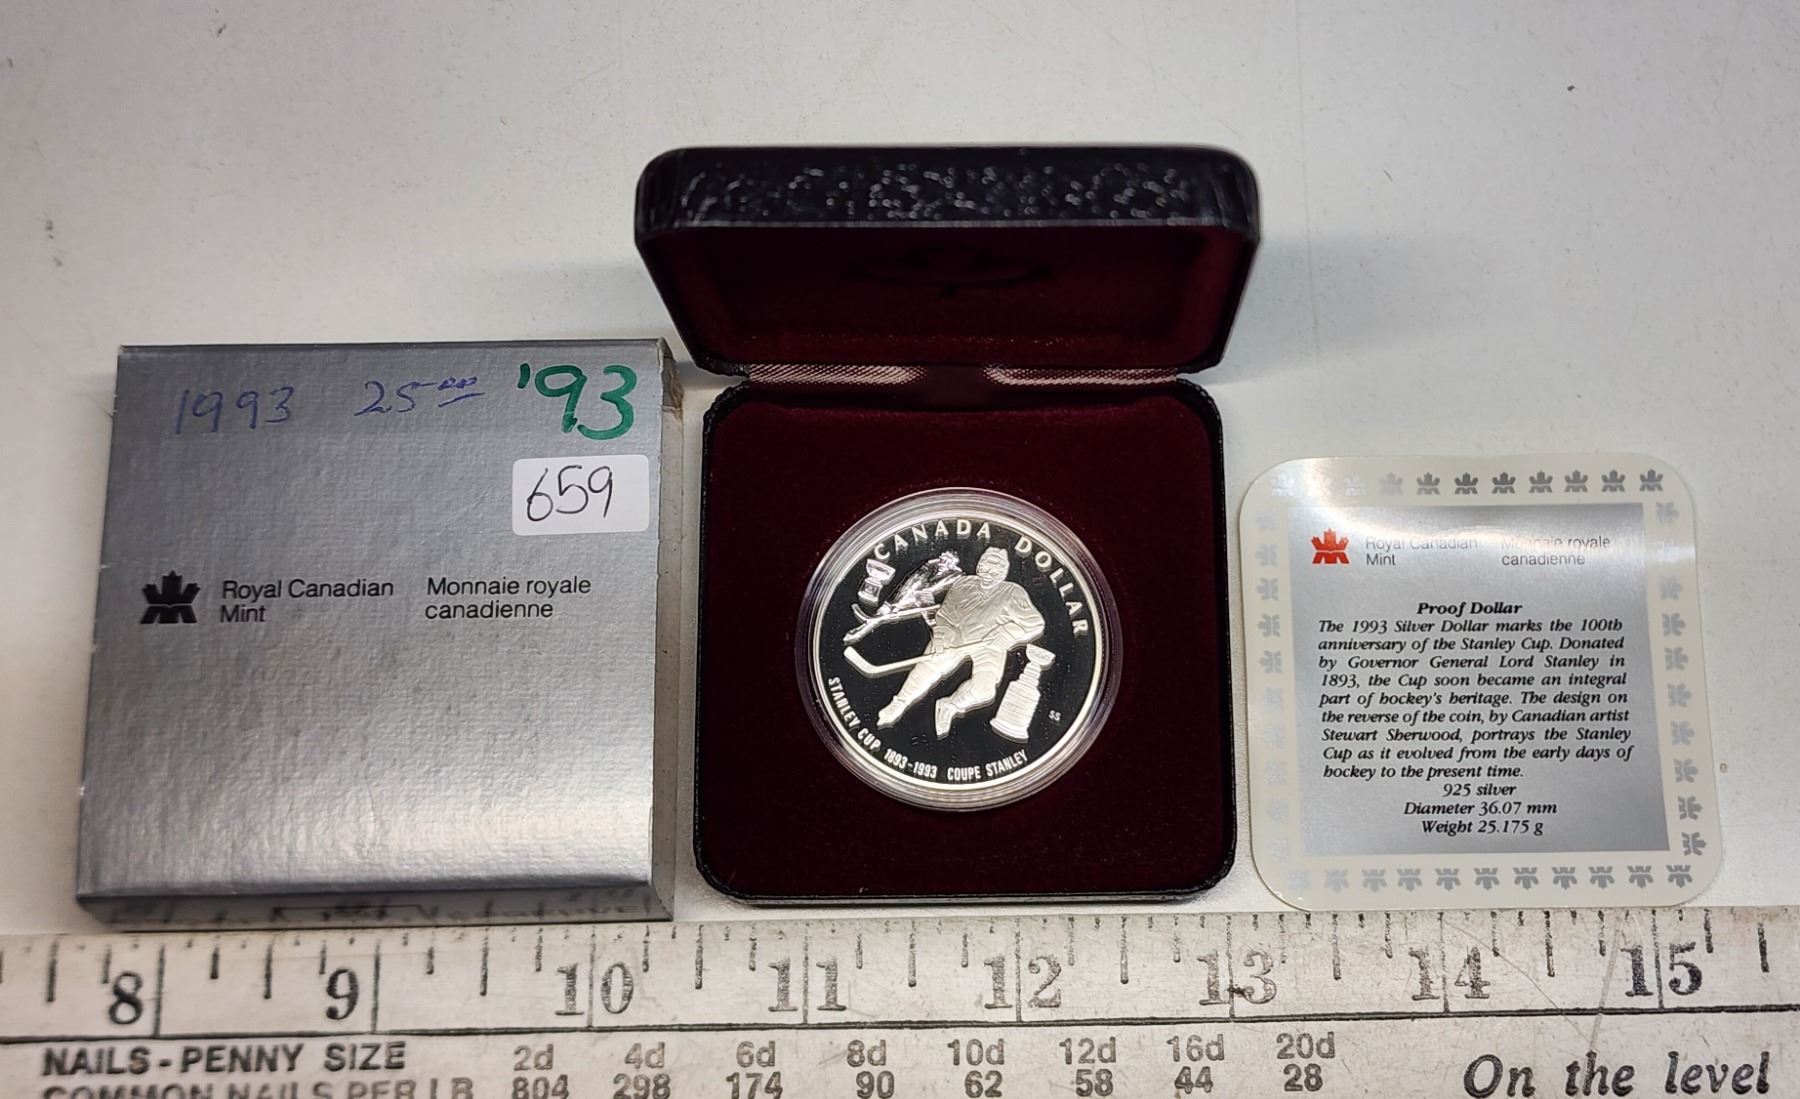 1993 25.00 '93
659
Royal Canadian Mint
Monnaie royale canadienne
CANADA DOLLAR
SS
STANLEY CUP 1893-1993 COUPE STANLEY
Royal Canadian Mint
Monnaie royale canadienne
Proof Dollar
The 1993 Silver Dollar marks the 100th
anniversary of the Stanley Cup. Donated
by Governor General Lord Stanley in
1893, the Cup soon became an integral
part of hockey's heritage. The design on
the reverse of the coin, by Canadian artist
Stewart Sherwood, portrays the Stanley
Cup as it evolved from the early days of
hockey to the present time.
925 silver
Diameter 36.07 mm
Weight 25.175 g
8 9 10 11 12 13 14 15
NAILS - PENNY SIZE 2d 4d 6d 8d 10d 12d 16d 20d
COMMON NAILS PER LB 804 298 174 90 62 58 44 28
On the level